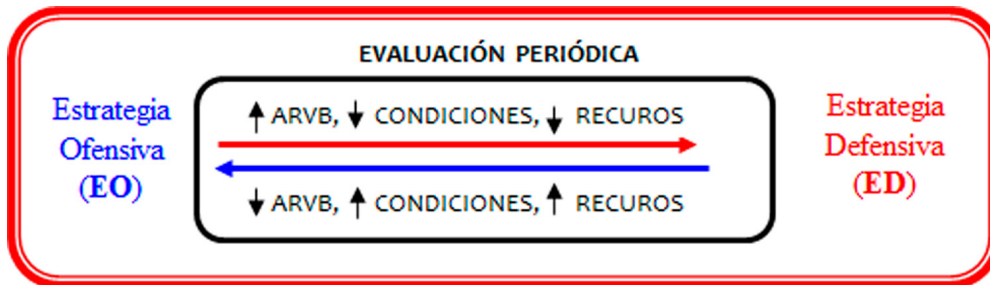 EVALUACIÓN PERIÓDICA
Estrategia
Ofensiva
(EO)
↑ ARVB, ↓ CONDICIONES, ↓ RECUROS
↓ ARVB, ↑ CONDICIONES, ↑ RECUROS
Estrategia
Defensiva
(ED)